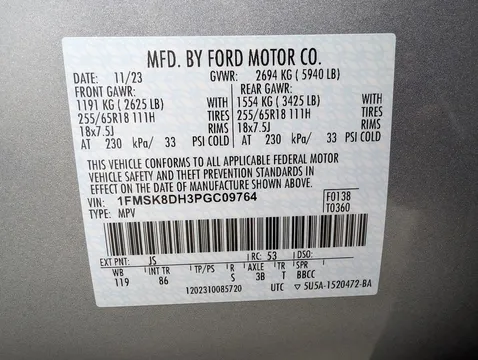 MFD. BY FORD MOTOR CO.
DATE: 11/23 GVWR: 2694 KG ( 5940 LB)
FRONT GAWR: REAR GAWR:
1191 KG ( 2625 LB) WITH 1554 KG ( 3425 LB) WITH
255/65R18 111H TIRES 255/65R18 111H TIRES
18x7.5J RIMS 18x7.5J RIMS
AT 230 kPa/ 33 PSI COLD AT 230 kPa/ 33 PSI COLD
THIS VEHICLE CONFORMS TO ALL APPLICABLE FEDERAL MOTOR
VEHICLE SAFETY AND THEFT PREVENTION STANDARDS IN
EFFECT ON THE DATE OF MANUFACTURE SHOWN ABOVE.
VIN: 1FMSK8DH3PGC09764 F0138
TYPE: MPV T0360
EXT PNT: JS RC: 53 DSO:
WB INT TR TP/PS R AXLE TR T
119 86 S 3B T BBCC
1202310085720 UTC ▽ 5U5A-1520472-BA